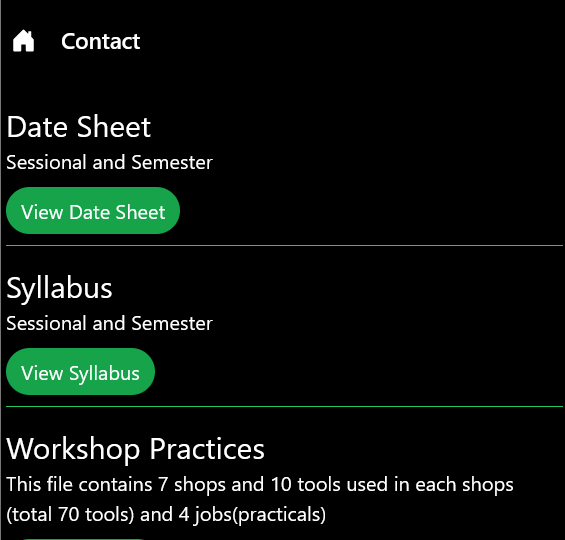 Contact
Date Sheet
Sessional and Semester
View Date Sheet
Syllabus
Sessional and Semester
View Syllabus
Workshop Practices
This file contains 7 shops and 10 tools used in each shops
(total 70 tools) and 4 jobs(practicals)